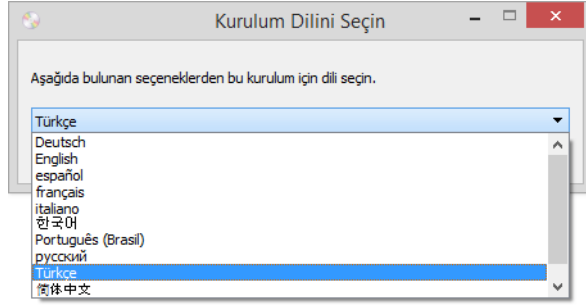 Kurulum Dilini Seçin
Aşağıda bulunan seçeneklerden bu kurulum için dili seçin.
Türkçe
Deutsch
English
español
français
italiano
한국어
Português (Brasil)
русский
Türkçe
简体中文